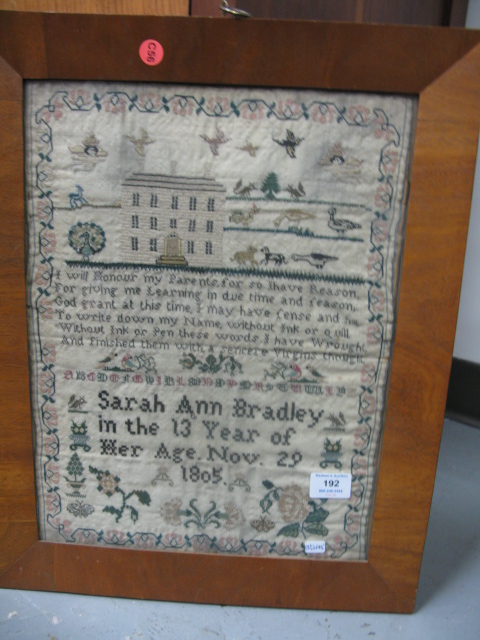 C56
I will Honour my Parents for so I have Reason,
For giving me Learning in due time and reason,
God grant at this time, I may have sense and
To write down my Name, without Ink or quill
Without Ink or Pen these words I have Wrought
And Finished them with a sencere Virgins thought
Sarah Ann Bradley
in the 13 Year of
Her Age. Nov. 29
1805.
192